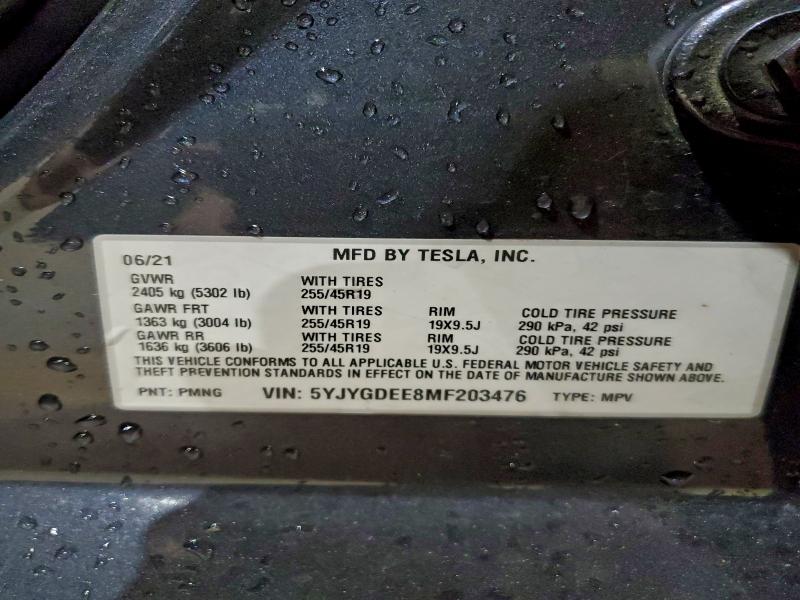 06/21 MFD BY TESLA, INC.
GVWR WITH TIRES
2405 kg (5302 lb) 255/45R19
GAWR FRT WITH TIRES RIM COLD TIRE PRESSURE
1363 kg (3004 lb) 255/45R19 19X9.5J 290 kPa, 42 psi
GAWR RR WITH TIRES RIM COLD TIRE PRESSURE
1636 kg (3606 lb) 255/45R19 19X9.5J 290 kPa, 42 psi
THIS VEHICLE CONFORMS TO ALL APPLICABLE U.S. FEDERAL MOTOR VEHICLE SAFETY AND
THEFT PREVENTION STANDARDS IN EFFECT ON THE DATE OF MANUFACTURE SHOWN ABOVE.
PNT: PMNG VIN: 5YJYGDEE8MF203476 TYPE: MPV